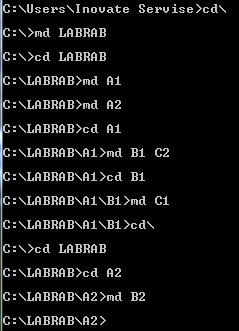 C:\Users\Inovate Servise>cd\
C:\>md LABRAB
C:\>cd LABRAB
C:\LABRAB>md A1
C:\LABRAB>md A2
C:\LABRAB>cd A1
C:\LABRAB\A1>md B1 C2
C:\LABRAB\A1>cd B1
C:\LABRAB\A1\B1>md C1
C:\LABRAB\A1\B1>cd\
C:\>cd LABRAB
C:\LABRAB>cd A2
C:\LABRAB\A2>md B2
C:\LABRAB\A2>